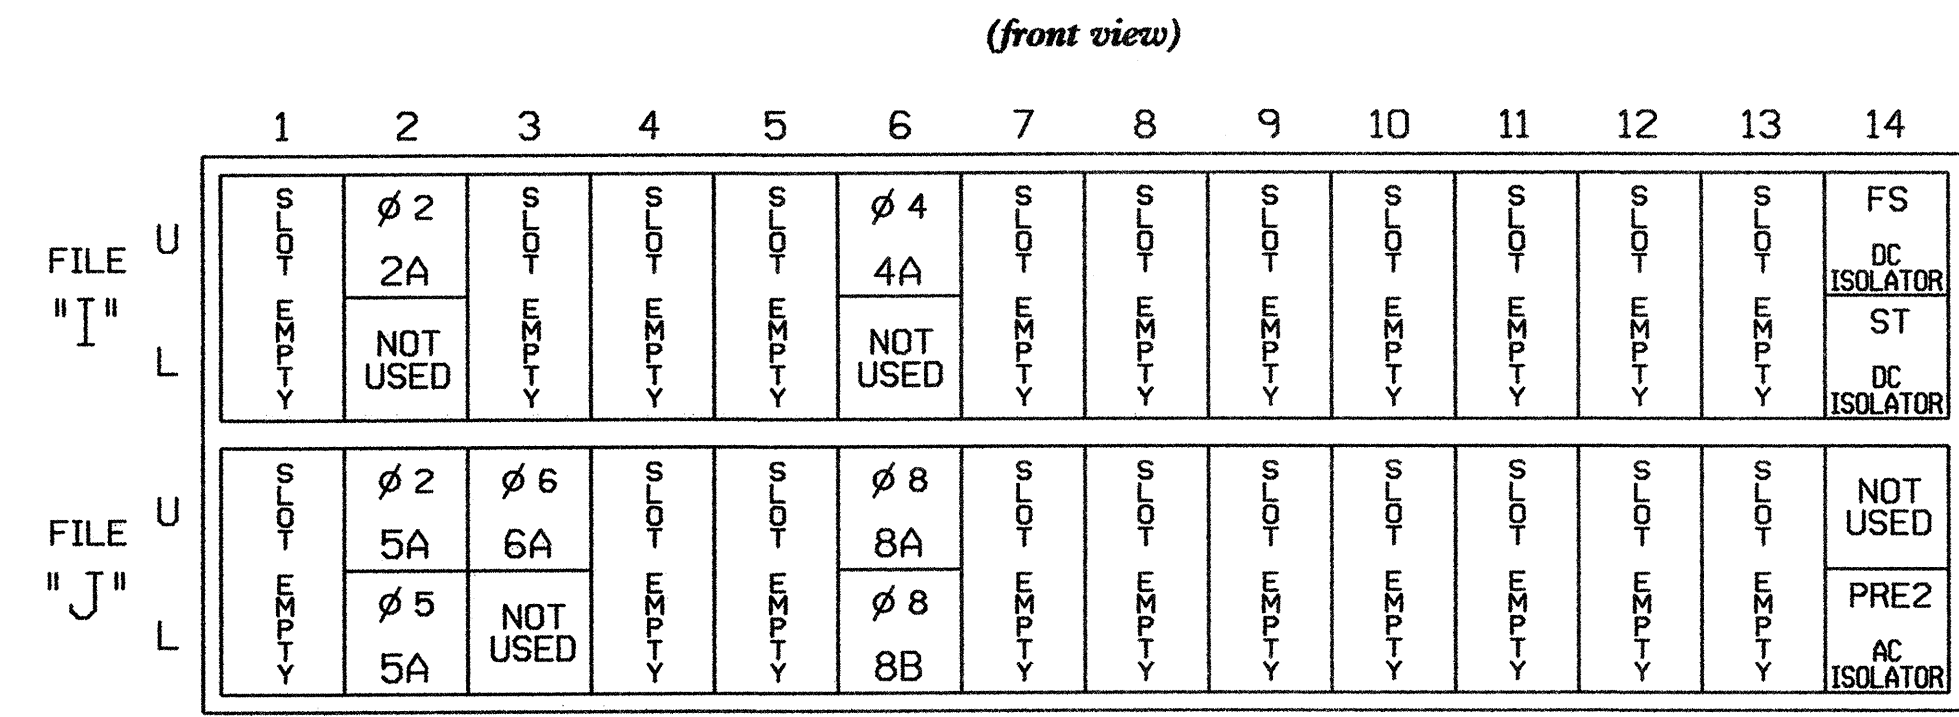 (front view)
1 2 3 4 5 6 7 8 9 10 11 12 13 14
FILE "I"
U
L
SLOT EMPTY
ø 2
2A
NOT
USED
SLOT EMPTY
SLOT EMPTY
SLOT EMPTY
ø 4
4A
NOT
USED
SLOT EMPTY
SLOT EMPTY
SLOT EMPTY
SLOT EMPTY
SLOT EMPTY
SLOT EMPTY
SLOT EMPTY
FS
DC
ISOLATOR
ST
DC
ISOLATOR
FILE
"J"
U
L
SLOT EMPTY
ø 2
5A
ø 5
5A
ø 6
6A
NOT
USED
SLOT EMPTY
SLOT EMPTY
ø 8
8A
ø 8
8B
SLOT EMPTY
SLOT EMPTY
SLOT EMPTY
SLOT EMPTY
SLOT EMPTY
SLOT EMPTY
SLOT EMPTY
NOT
USED
PRE2
AC
ISOLATOR